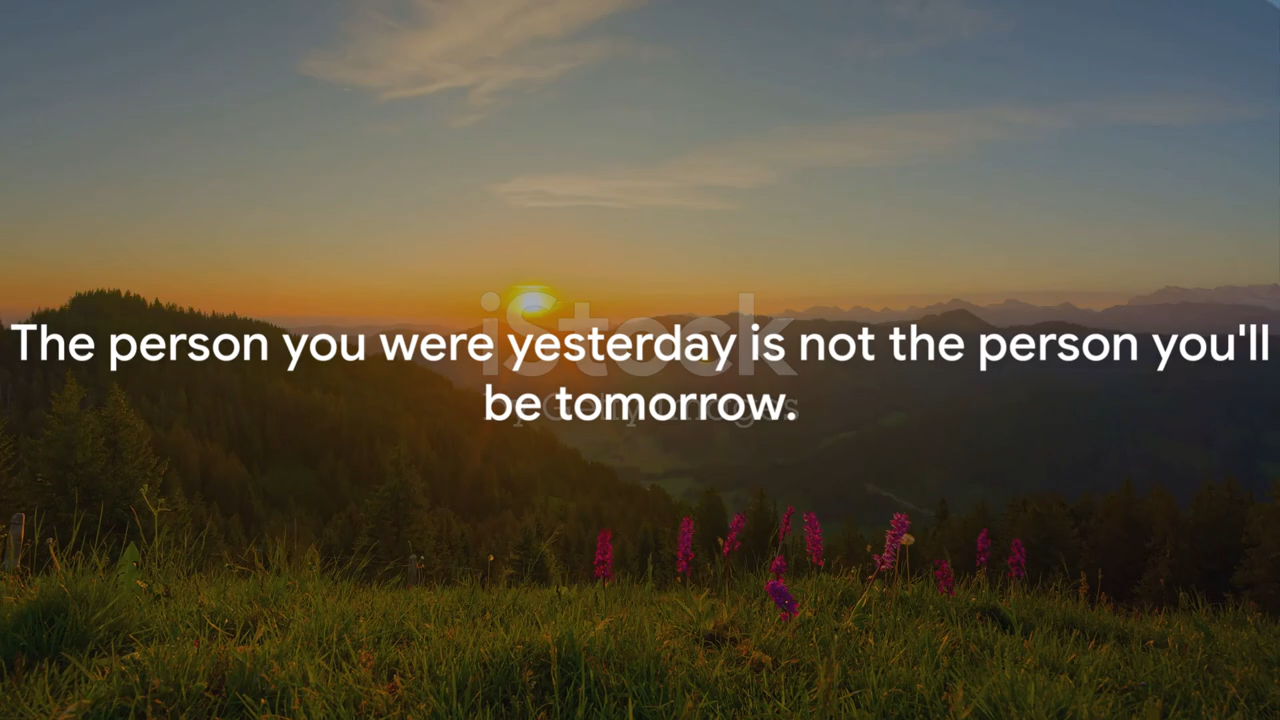 iStock
The person you were yesterday is not the person you'll
be tomorrow.